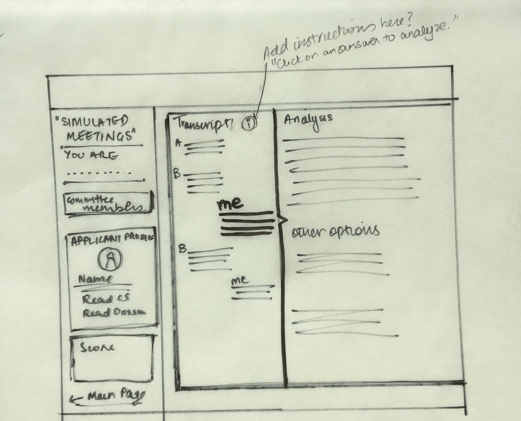 Add instructions here?
"Click on an answer to analyze."
"SIMULATED
MEETINGS"
YOU ARE
Committee
members
APPLICANT PROFILE
Name
Read CS
Read Dossier
Score
← Main Page
Transcript
i
A
B
me
B
me
Analysis
other options